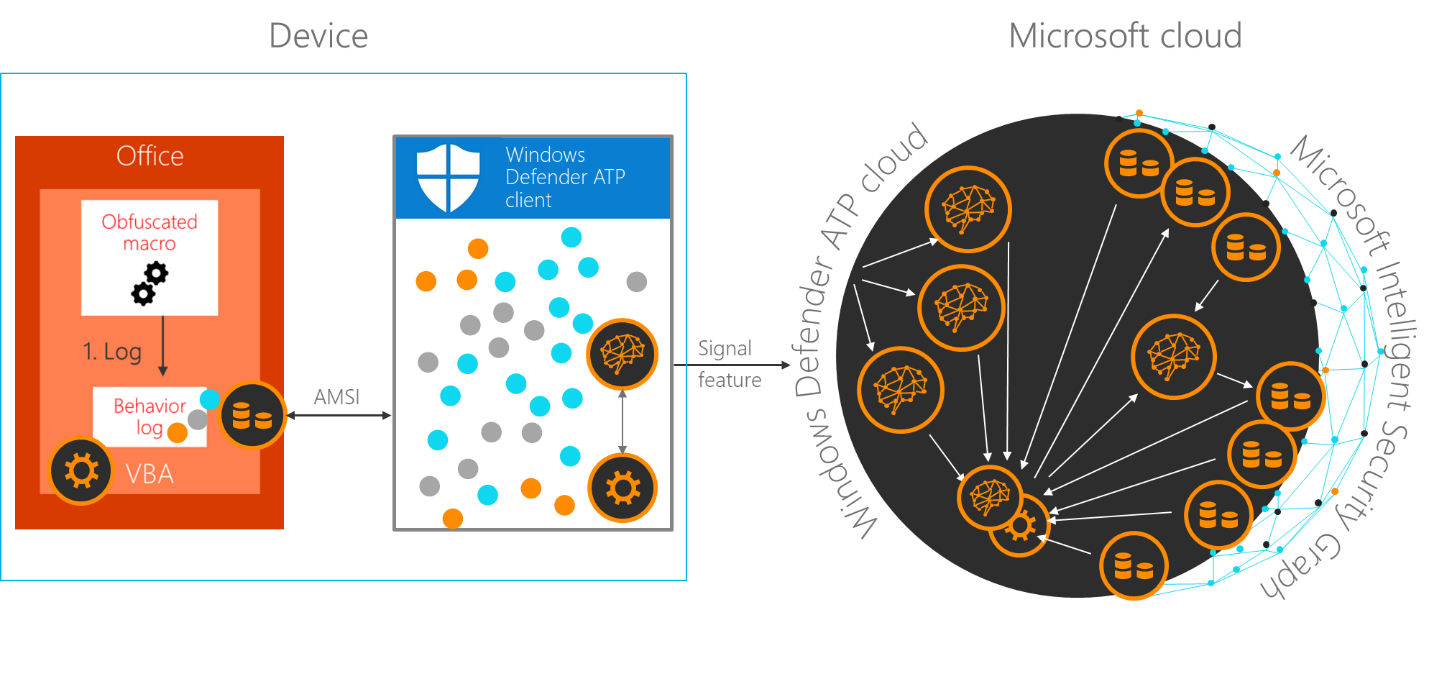 Device
Microsoft cloud
Office
Obfuscated
macro
1. Log
Behavior
log
VBA
AMSI
Windows
Defender ATP
client
Signal
feature
Windows Defender ATP cloud
Microsoft Intelligent Security Graph